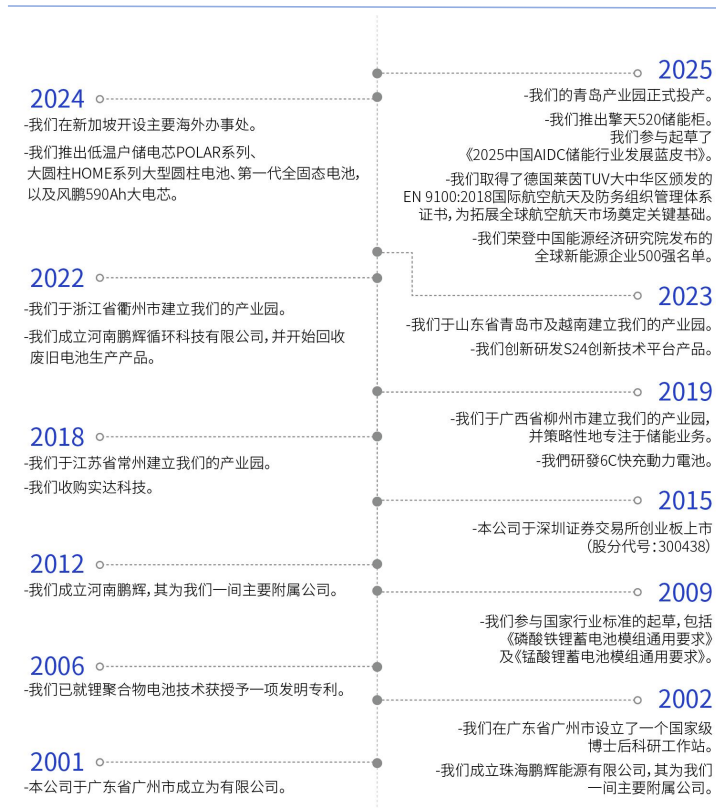 2025
-我们的青岛产业园正式投产。
-我们推出擎天520储能柜。
我们参与起草了
《2025中国AIDC储能行业发展蓝皮书》。
-我们取得了德国莱茵TUV大中华区颁发的
EN 9100:2018国际航空航天及防务组织管理体系
证书，为拓展全球航空航天市场奠定关键基础。
-我们荣登中国能源经济研究院发布的
全球新能源企业500强名单。
2024
-我们在新加坡开设主要海外办事处。
-我们推出低温户储电芯POLAR系列、
大圆柱HOME系列大型圆柱电池、第一代全固态电池，
以及风鹏590Ah大电芯。
2023
-我们于山东省青岛市及越南建立我们的产业园。
-我们创新研发S24创新技术平台产品。
2022
-我们于浙江省衢州市建立我们的产业园。
-我们成立河南鹏辉循环科技有限公司，并开始回收
废旧电池生产产品。
2019
-我们于广西省柳州市建立我们的产业园，
并策略性地专注于储能业务。
-我們研發6C快充動力電池。
2018
-我们于江苏省常州建立我们的产业园。
-我们收购实达科技。
2015
-本公司于深圳证券交易所创业板上市
（股分代号：300438）
2012
-我们成立河南鹏辉，其为我们一间主要附属公司。
2009
-我们参与国家行业标准的起草，包括
《磷酸铁锂蓄电池模组通用要求》
及《锰酸锂蓄电池模组通用要求》。
2006
-我们已就锂聚合物电池技术获授予一项发明专利。
2002
-我们在广东省广州市设立了一个国家级
博士后科研工作站。
-我们成立珠海鹏辉能源有限公司，其为我们
一间主要附属公司。
2001
-本公司于广东省广州市成立为有限公司。